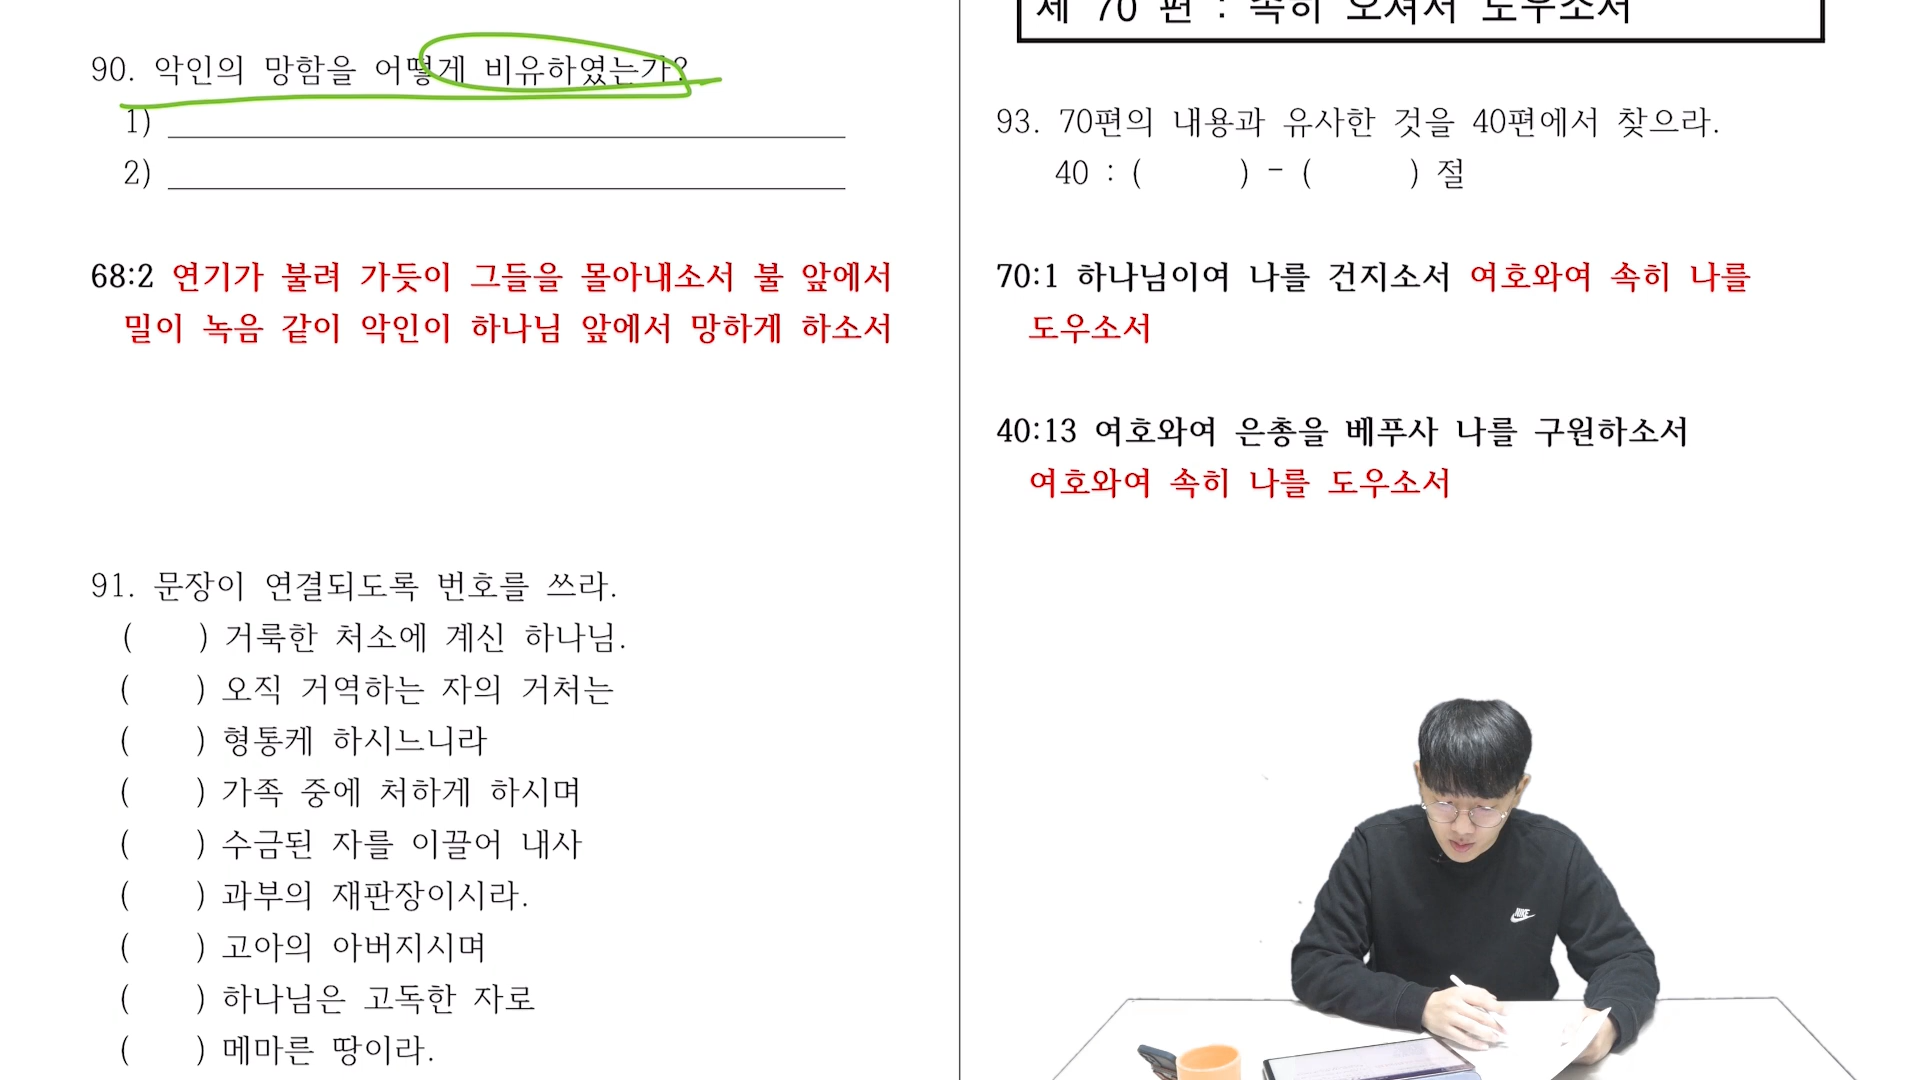 90. 악인의 망함을 어떻게 비유하였는가?
1)
2)
68:2 연기가 불려 가듯이 그들을 몰아내소서 불 앞에서
밀이 녹음 같이 악인이 하나님 앞에서 망하게 하소서
91. 문장이 연결되도록 번호를 쓰라.
( ) 거룩한 처소에 계신 하나님.
( ) 오직 거역하는 자의 거처는
( ) 형통케 하시느니라
( ) 가족 중에 처하게 하시며
( ) 수금된 자를 이끌어 내사
( ) 과부의 재판장이시라.
( ) 고아의 아버지시며
( ) 하나님은 고독한 자로
( ) 메마른 땅이라.
제 70 편 : 속히 오셔서 도우소서
93. 70편의 내용과 유사한 것을 40편에서 찾으라.
40 : ( ) - ( ) 절
70:1 하나님이여 나를 건지소서 여호와여 속히 나를
도우소서
40:13 여호와여 은총을 베푸사 나를 구원하소서
여호와여 속히 나를 도우소서
NIKE